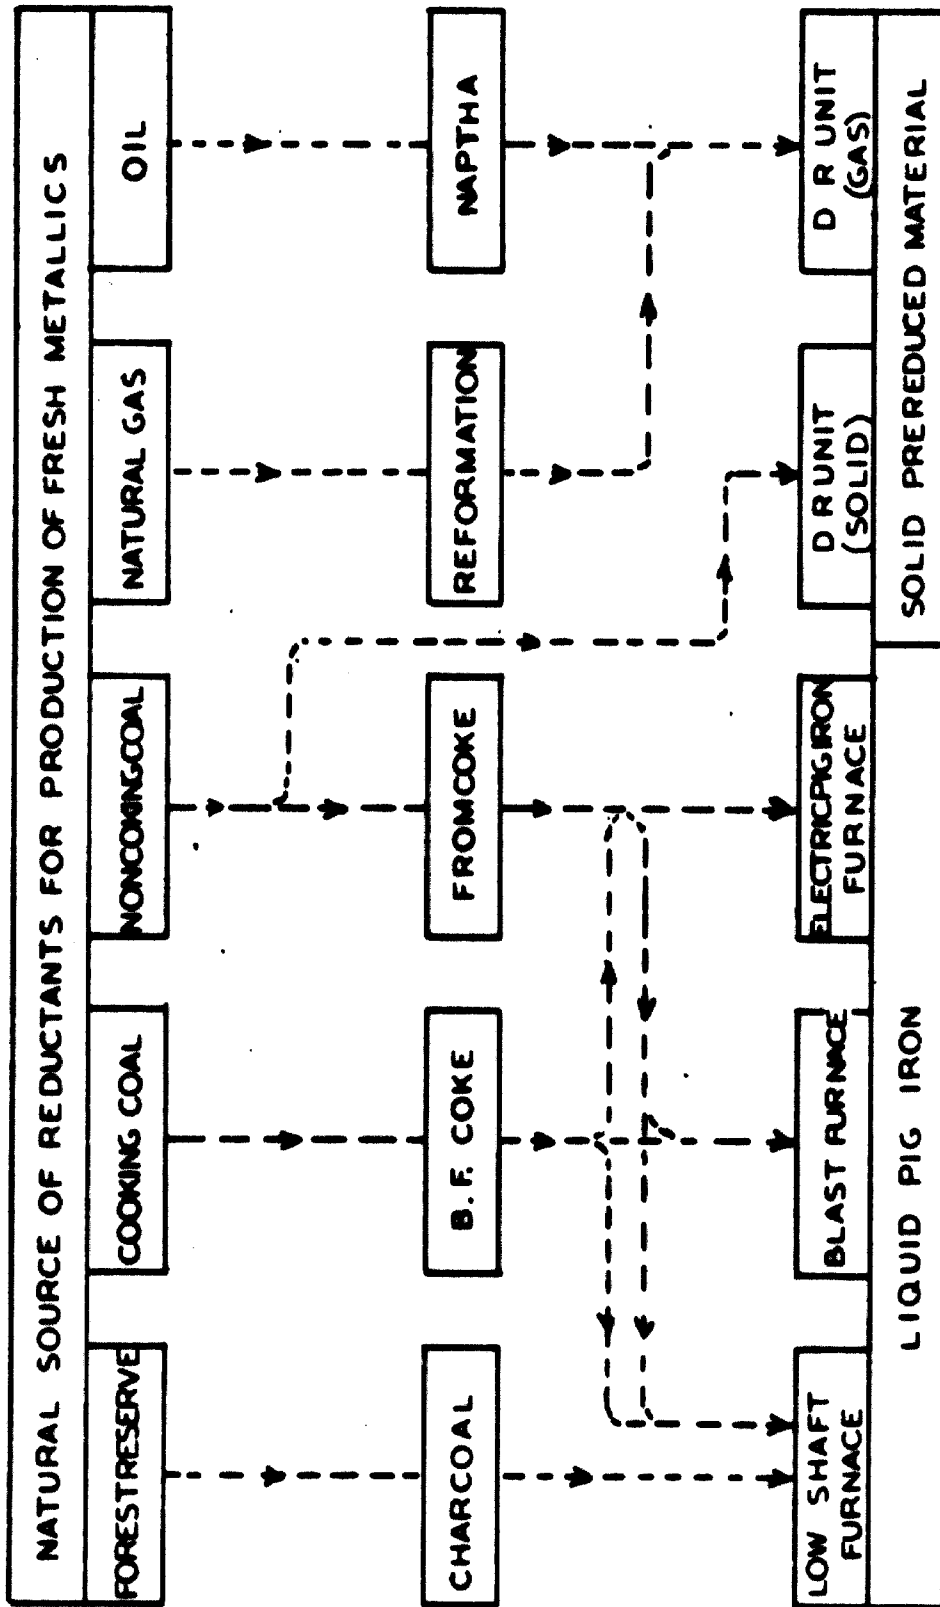 NATURAL SOURCE OF REDUCTANTS FOR PRODUCTION OF FRESH METALLICS
FORESTRESERVE
COOKING COAL
NONCOKINGCOAL
NATURAL GAS
OIL
CHARCOAL
B.F. COKE
FROMCOKE
REFORMATION
NAPTHA
LOW SHAFT
FURNACE
BLAST FURNACE
ELECTRICPIGIRON
FURNACE
D R UNIT
(SOLID)
D R UNIT
(GAS)
LIQUID PIG IRON
SOLID PREREDUCED MATERIAL